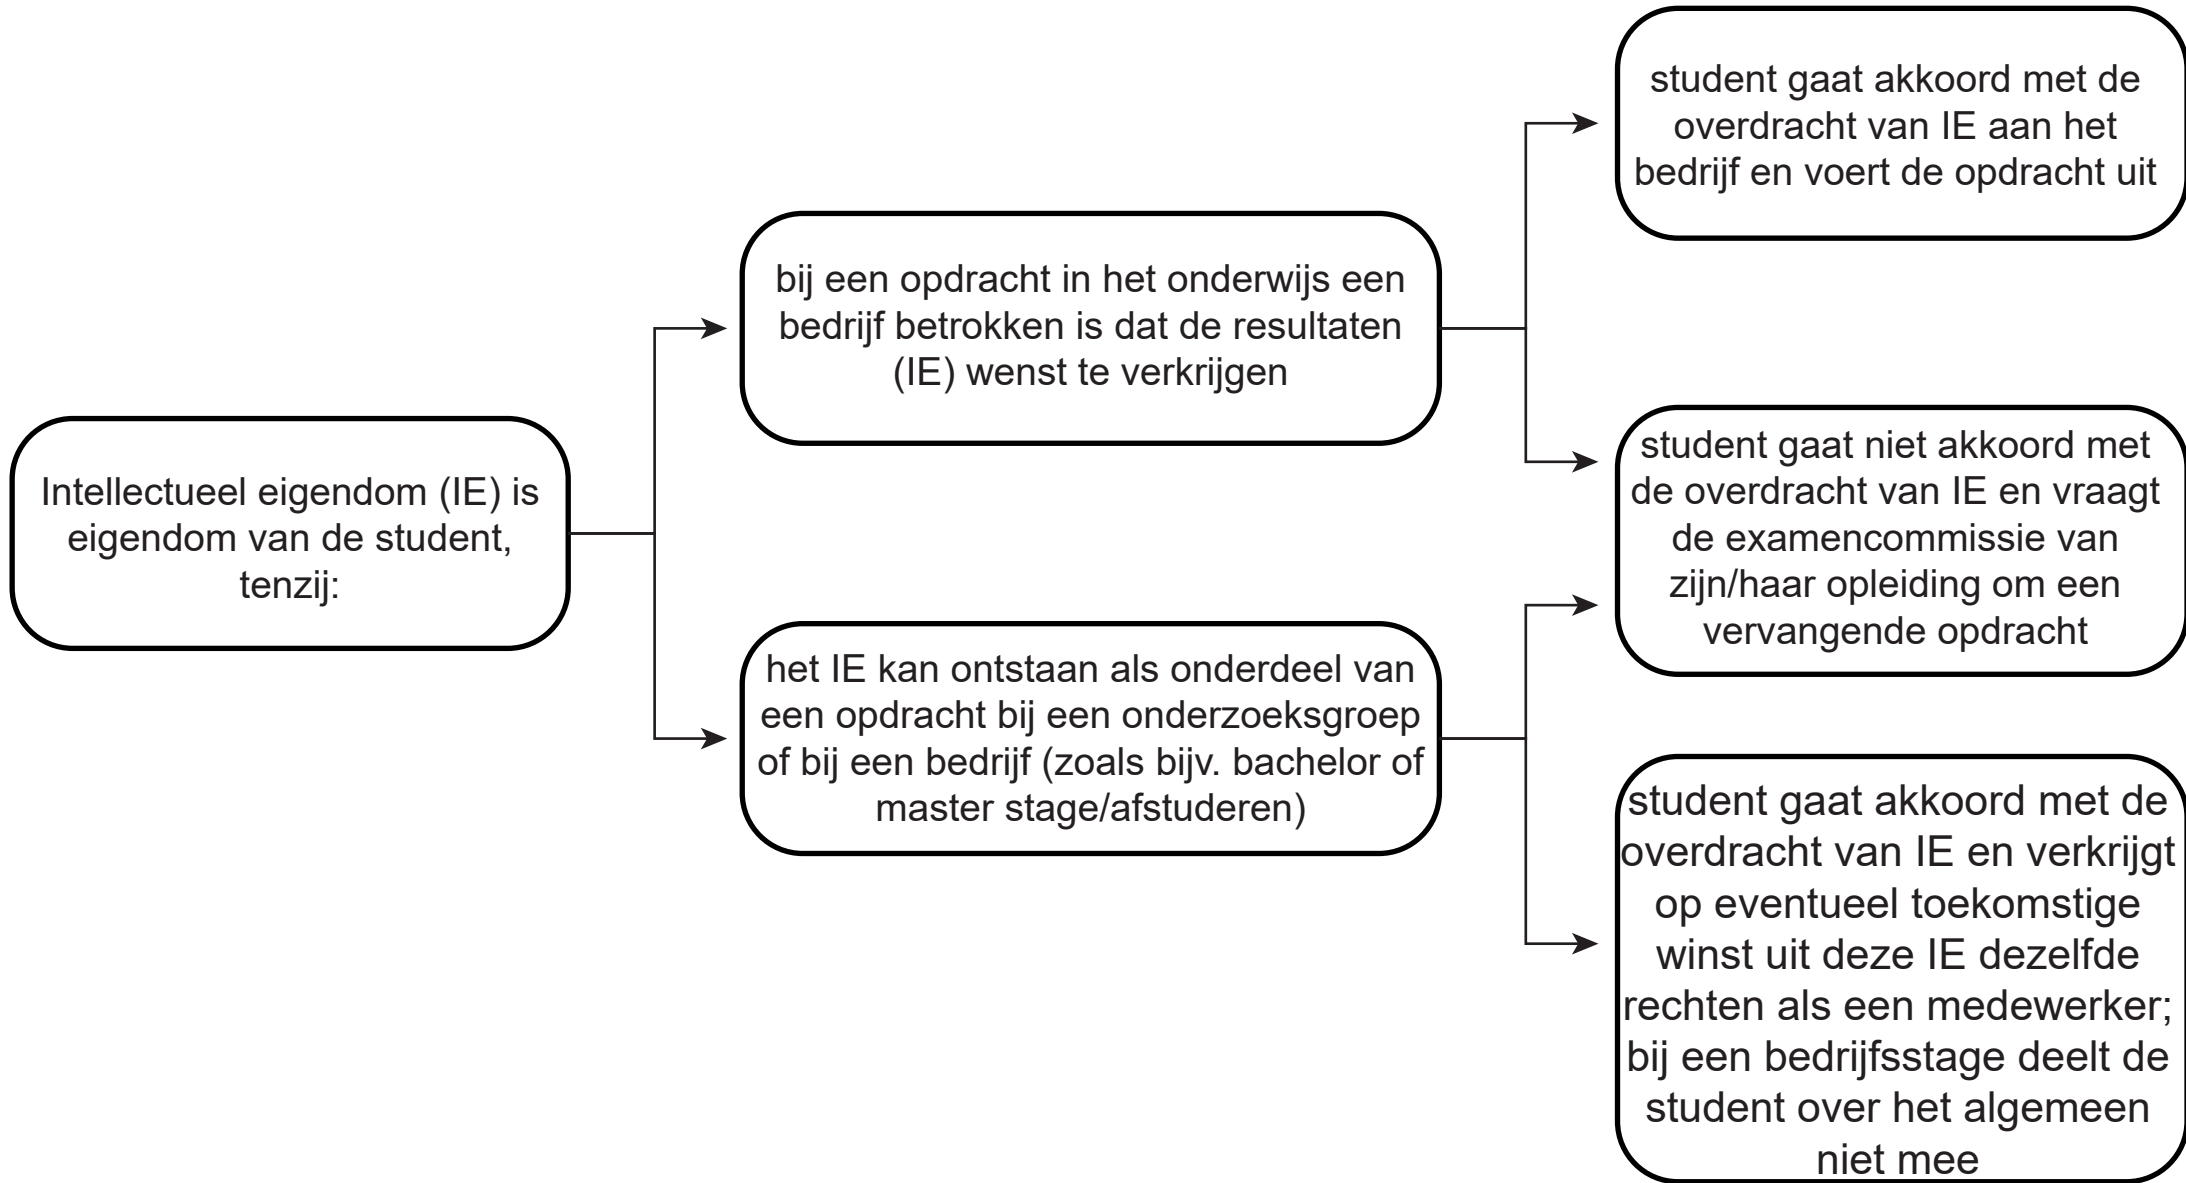 Intellectueel eigendom (IE) is
eigendom van de student,
tenzij:
bij een opdracht in het onderwijs een
bedrijf betrokken is dat de resultaten
(IE) wenst te verkrijgen
het IE kan ontstaan als onderdeel van
een opdracht bij een onderzoeksgroep
of bij een bedrijf (zoals bijv. bachelor of
master stage/afstuderen)
student gaat akkoord met de
overdracht van IE aan het
bedrijf en voert de opdracht uit
student gaat niet akkoord met
de overdracht van IE en vraagt
de examencommissie van
zijn/haar opleiding om een
vervangende opdracht
student gaat akkoord met de
overdracht van IE en verkrijgt
op eventueel toekomstige
winst uit deze IE dezelfde
rechten als een medewerker;
bij een bedrijfsstage deelt de
student over het algemeen
niet mee